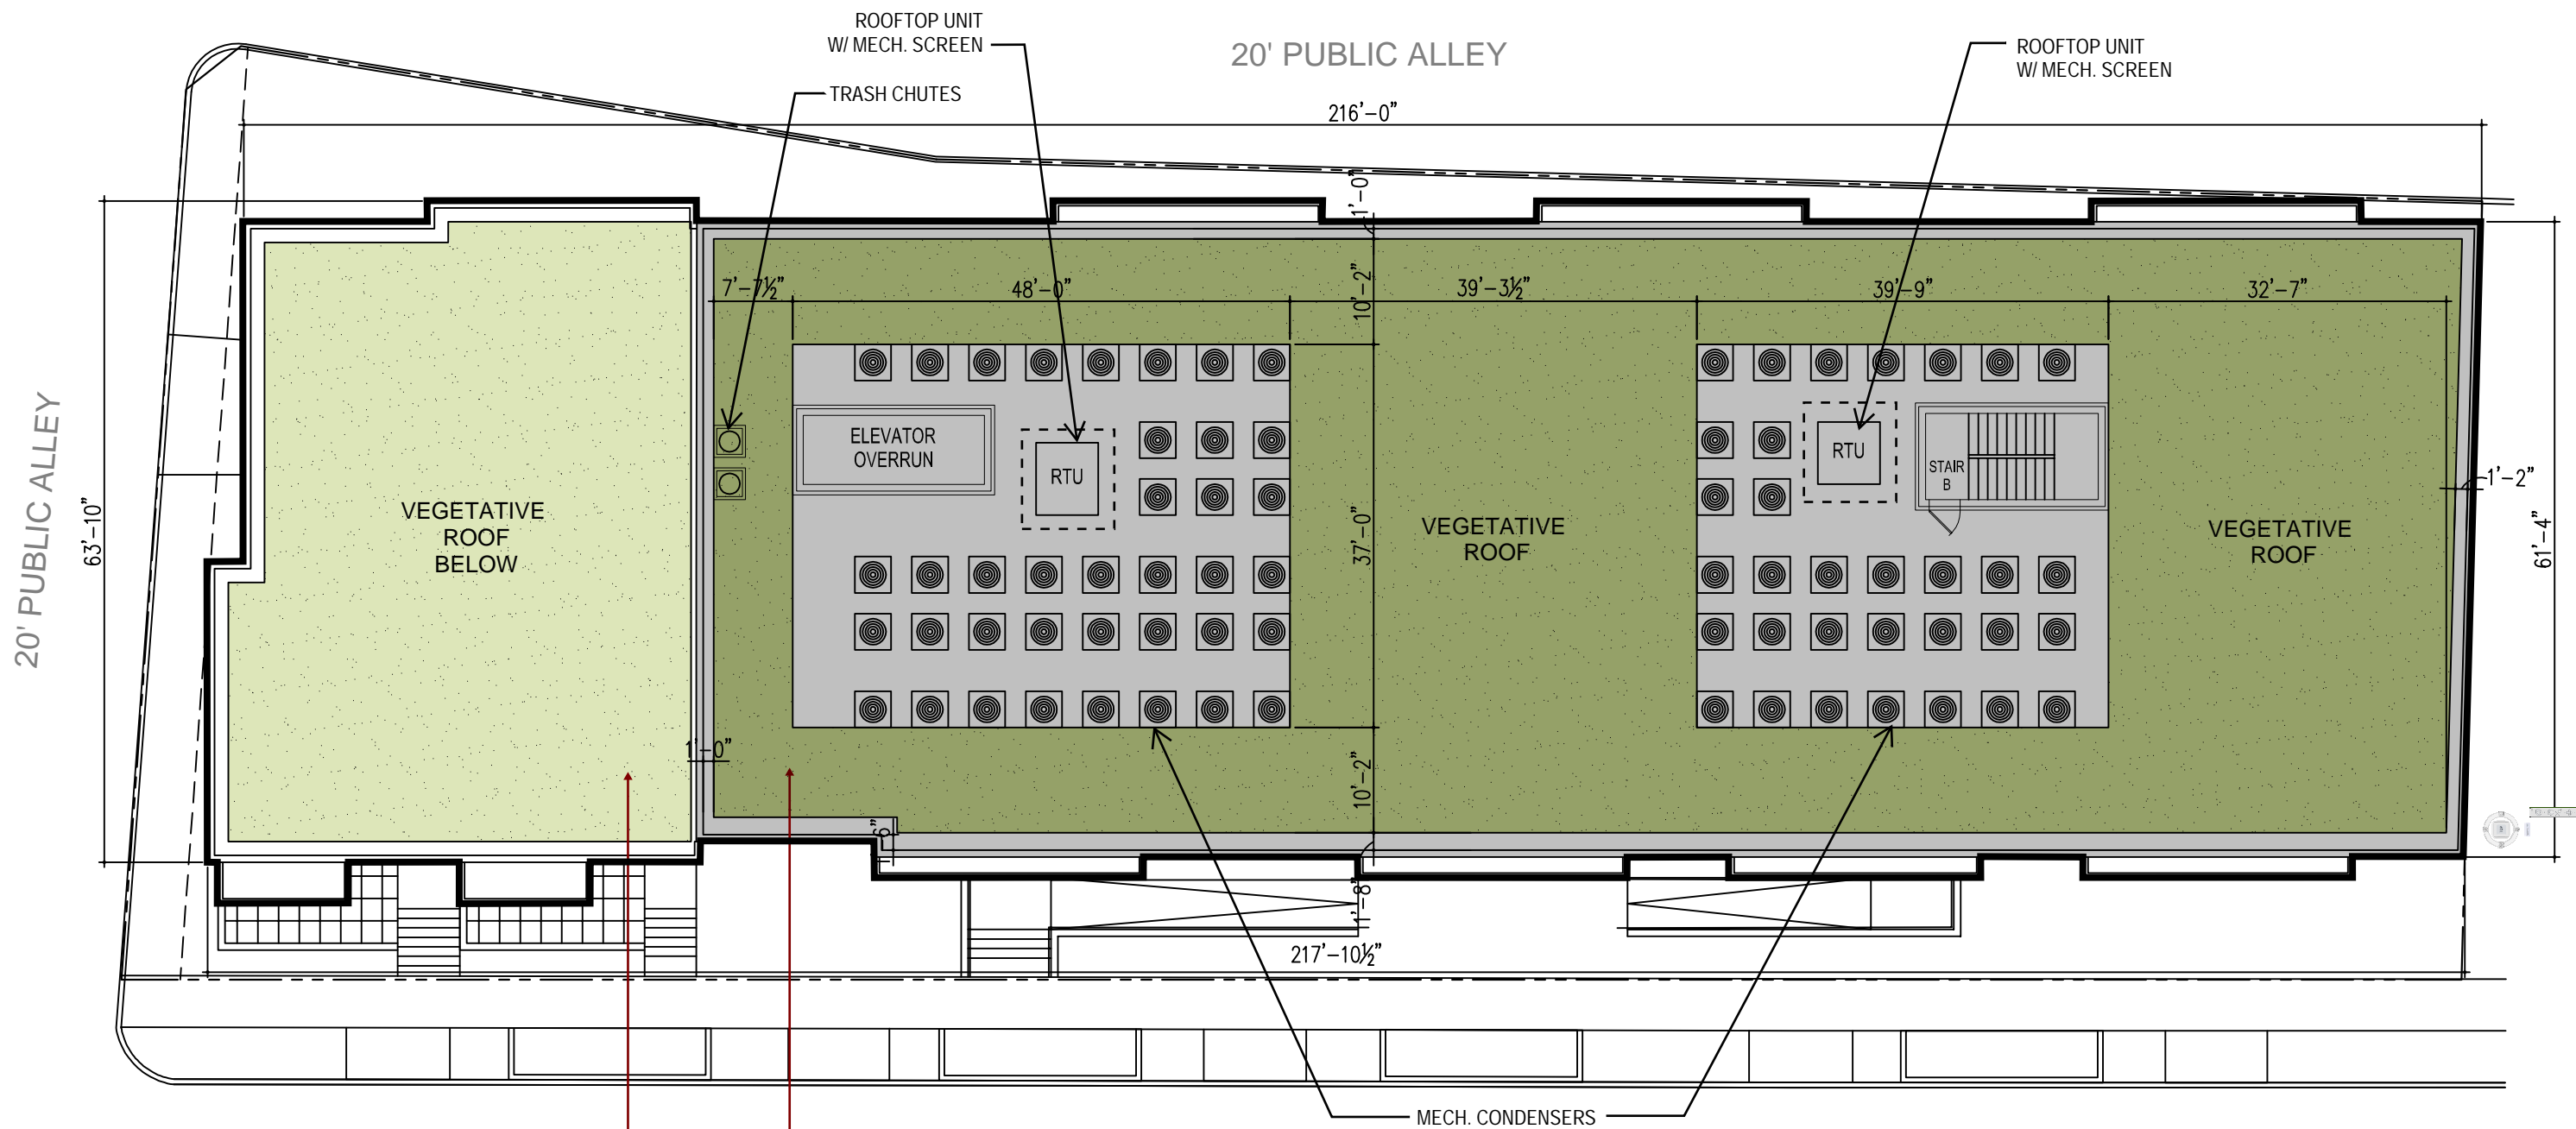 ROOFTOP UNIT
W/ MECH. SCREEN
20' PUBLIC ALLEY
ROOFTOP UNIT
W/ MECH. SCREEN
TRASH CHUTES
216'-0"
1'-0"
7'-7½"
48'-0"
10'-2"
39'-3½"
39'-9"
32'-7"
ELEVATOR
OVERRUN
RTU
RTU
STAIR
B
20' PUBLIC ALLEY
63'-10"
VEGETATIVE
ROOF
BELOW
37'-0"
VEGETATIVE
ROOF
VEGETATIVE
ROOF
1'-2"
61'-4"
1'-0"
10'-2"
1'-8"
217'-10½"
MECH. CONDENSERS